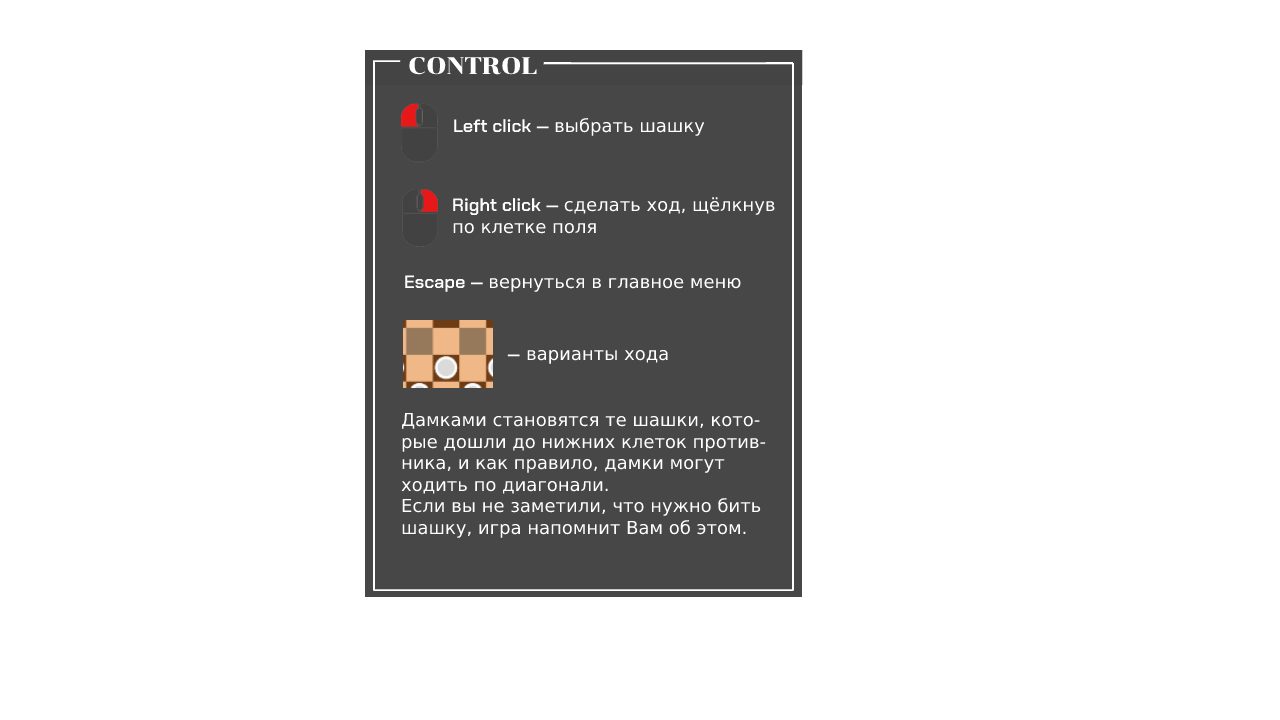 CONTROL
Left click – выбрать шашку
Right click – сделать ход, щёлкнув
по клетке поля
Escape – вернуться в главное меню
– варианты хода
Дамками становятся те шашки, кото-
рые дошли до нижних клеток против-
ника, и как правило, дамки могут
ходить по диагонали.
Если вы не заметили, что нужно бить
шашку, игра напомнит Вам об этом.